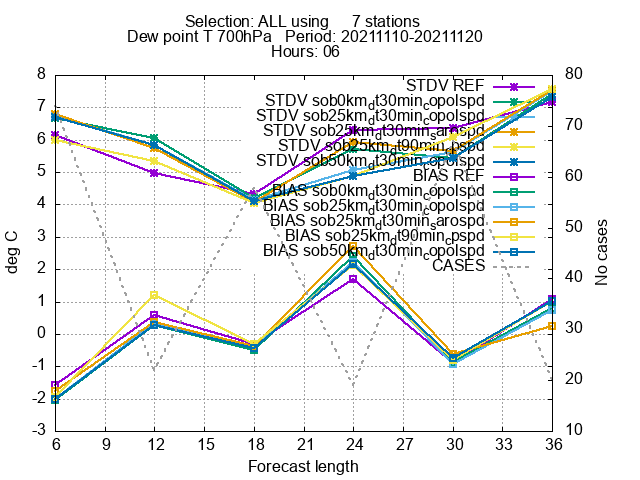 Selection: ALL using 7 stations
Dew point T 700hPa Period: 20211110-20211120
Hours: 06
8 7 6 5 4 3 2 1 0 -1 -2 -3
deg C
80 70 60 50 40 30 20 10
No cases
STDV REF
STDV sob0km_dt30min_copolspd
STDV sob25km_dt30min_copolspd
STDV sob25km_dt30min_sarospd
STDV sob25km_dt90min_cpspd
STDV sob50km_dt30min_copolspd
BIAS REF
BIAS sob0km_dt30min_copolspd
BIAS sob25km_dt30min_copolspd
BIAS sob25km_dt30min_sarospd
BIAS sob25km_dt90min_cpspd
BIAS sob50km_dt30min_copolspd
CASES
6 9 12 15 18 21 24 27 30 33 36
Forecast length